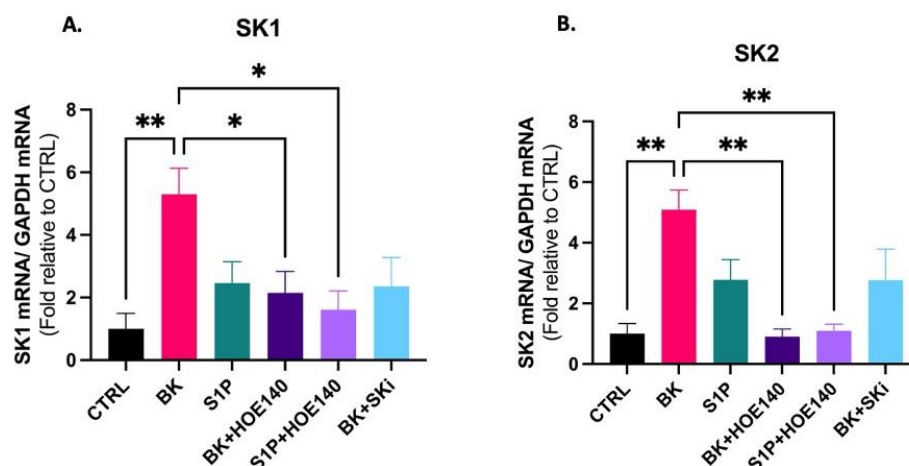 A.
SK1
SK1 mRNA/ GAPDH mRNA
(Fold relative to CTRL)
8
6
4
2
0
**
*
*
CTRL
BK
S1P
BK+HOE140
S1P+HOE140
BK+SKi
B.
SK2
SK2 mRNA/ GAPDH mRNA
(Fold relative to CTRL)
8
6
4
2
0
**
**
**
CTRL
BK
S1P
BK+HOE140
S1P+HOE140
BK+SKi